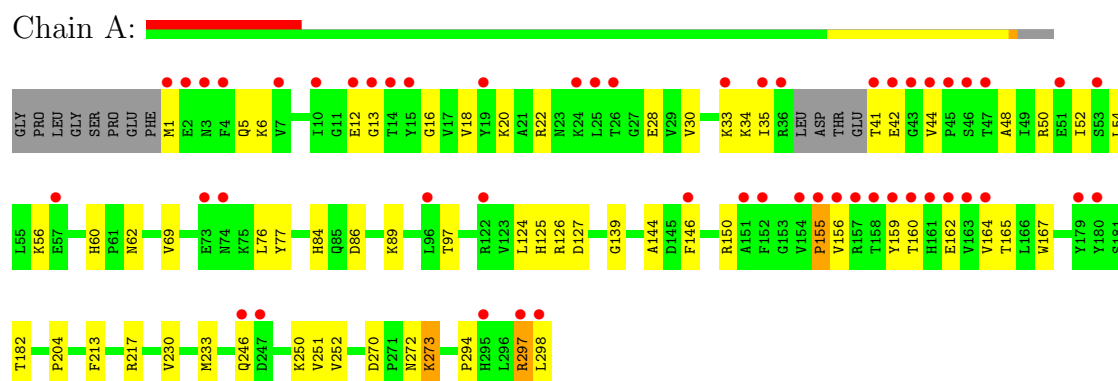 Chain A:
GLY PRO LEU GLY SER PRO GLU PHE M1 E2 N3 F4 Q5 K6 V7 I10 G11 E12 G13 T14 Y15 G16 V17 V18 Y19 K20 A21 R22 N23 K24 L25 T26 G27 E28 V29 V30 K33 K34 I35 R36 LEU ASP THR GLU T41 E42 G43 V44 P45 S46 T47 A48 I49 R50 E51 I52 S53 L54
L55 K56 E57 H60 P61 N62 V69 E73 N74 K75 L76 Y77 H84 Q85 D86 K89 L96 T97 R122 V123 L124 H125 R126 D127 G139 A144 D145 F146 R150 A151 F152 G153 V154 P155 V156 R157 T158 Y159 T160 H161 E162 V163 V164 T165 L166 W167 Y179 Y180 S181
T182 P204 F213 R217 V230 M233 Q246 D247 K250 V251 V252 D270 P271 N272 K273 P294 H295 L296 R297 L298